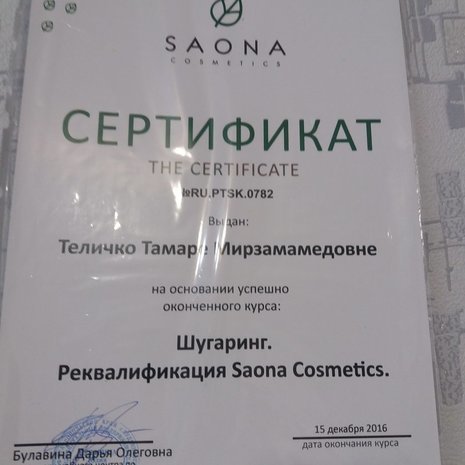 SAONA
COSMETICS
СЕРТИФИКАТ
THE CERTIFICATE
№RU.PTSK.0782
Выдан:
Теличко Тамаре Мирзамамедовне
на основании успешно
оконченного курса:
Шугаринг.
Реквалификация Saona Cosmetics.
15 декабря 2016
Булавина Дарья Олеговна
дата окончания курса